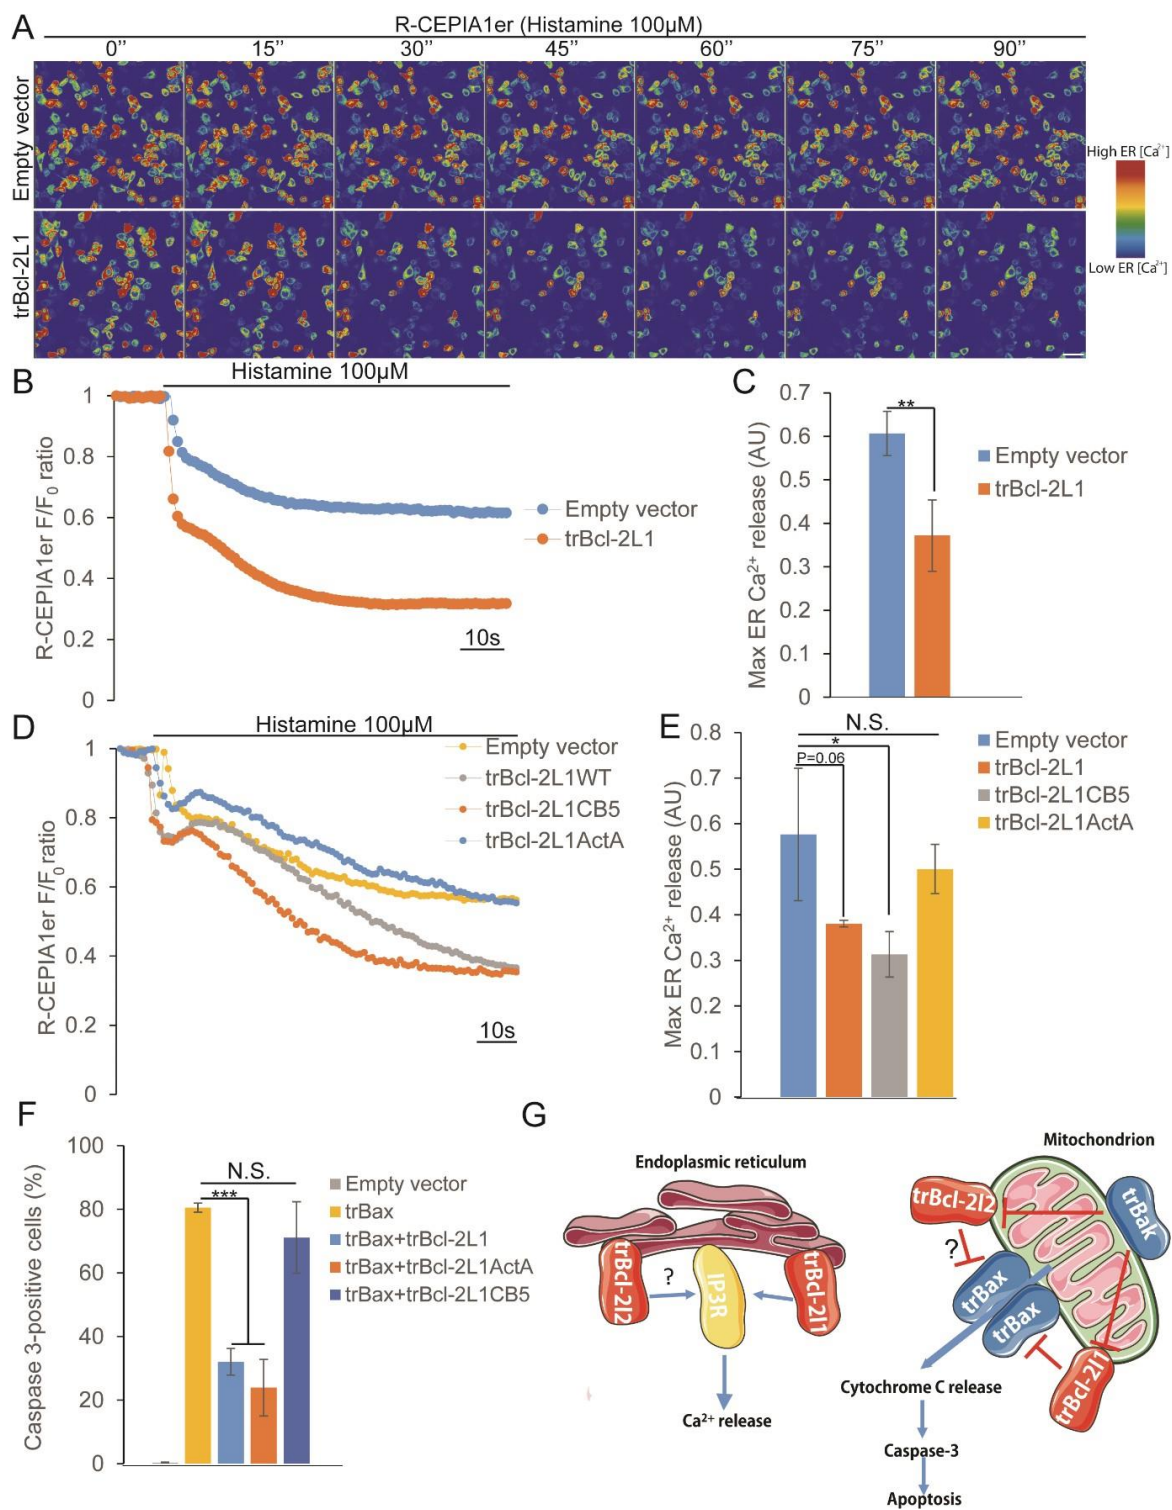 A
R-CEPIA1er (Histamine 100μM)
0’’ 15’’ 30’’ 45’’ 60’’ 75’’ 90’’
Empty vector
trBcl-2L1
High ER [Ca²⁺]
Low ER [Ca²⁺]
B
Histamine 100μM
R-CEPIA1er F/F₀ ratio
1
0.8
0.6
0.4
0.2
0
Empty vector
trBcl-2L1
10s
C
Max ER Ca²⁺ release (AU)
0.7
0.6
0.5
0.4
0.3
0.2
0.1
0
**
Empty vector
trBcl-2L1
D
Histamine 100μM
R-CEPIA1er F/F₀ ratio
1
0.8
0.6
0.4
0.2
0
Empty vector
trBcl-2L1WT
trBcl-2L1CB5
trBcl-2L1ActA
10s
E
Max ER Ca²⁺ release (AU)
0.8
0.7
0.6
0.5
0.4
0.3
0.2
0.1
0
N.S.
*
P=0.06
Empty vector
trBcl-2L1
trBcl-2L1CB5
trBcl-2L1ActA
F
Caspase 3-positive cells (%)
100
80
60
40
20
0
N.S.
***
Empty vector
trBax
trBax+trBcl-2L1
trBax+trBcl-2L1ActA
trBax+trBcl-2L1CB5
G
Endoplasmic reticulum
trBcl-2l2
?
IP3R
trBcl-2l1
Ca²⁺ release
Mitochondrion
trBcl-2l2
trBak
?
trBax
trBax
trBcl-2l1
Cytochrome C release
Caspase-3
Apoptosis